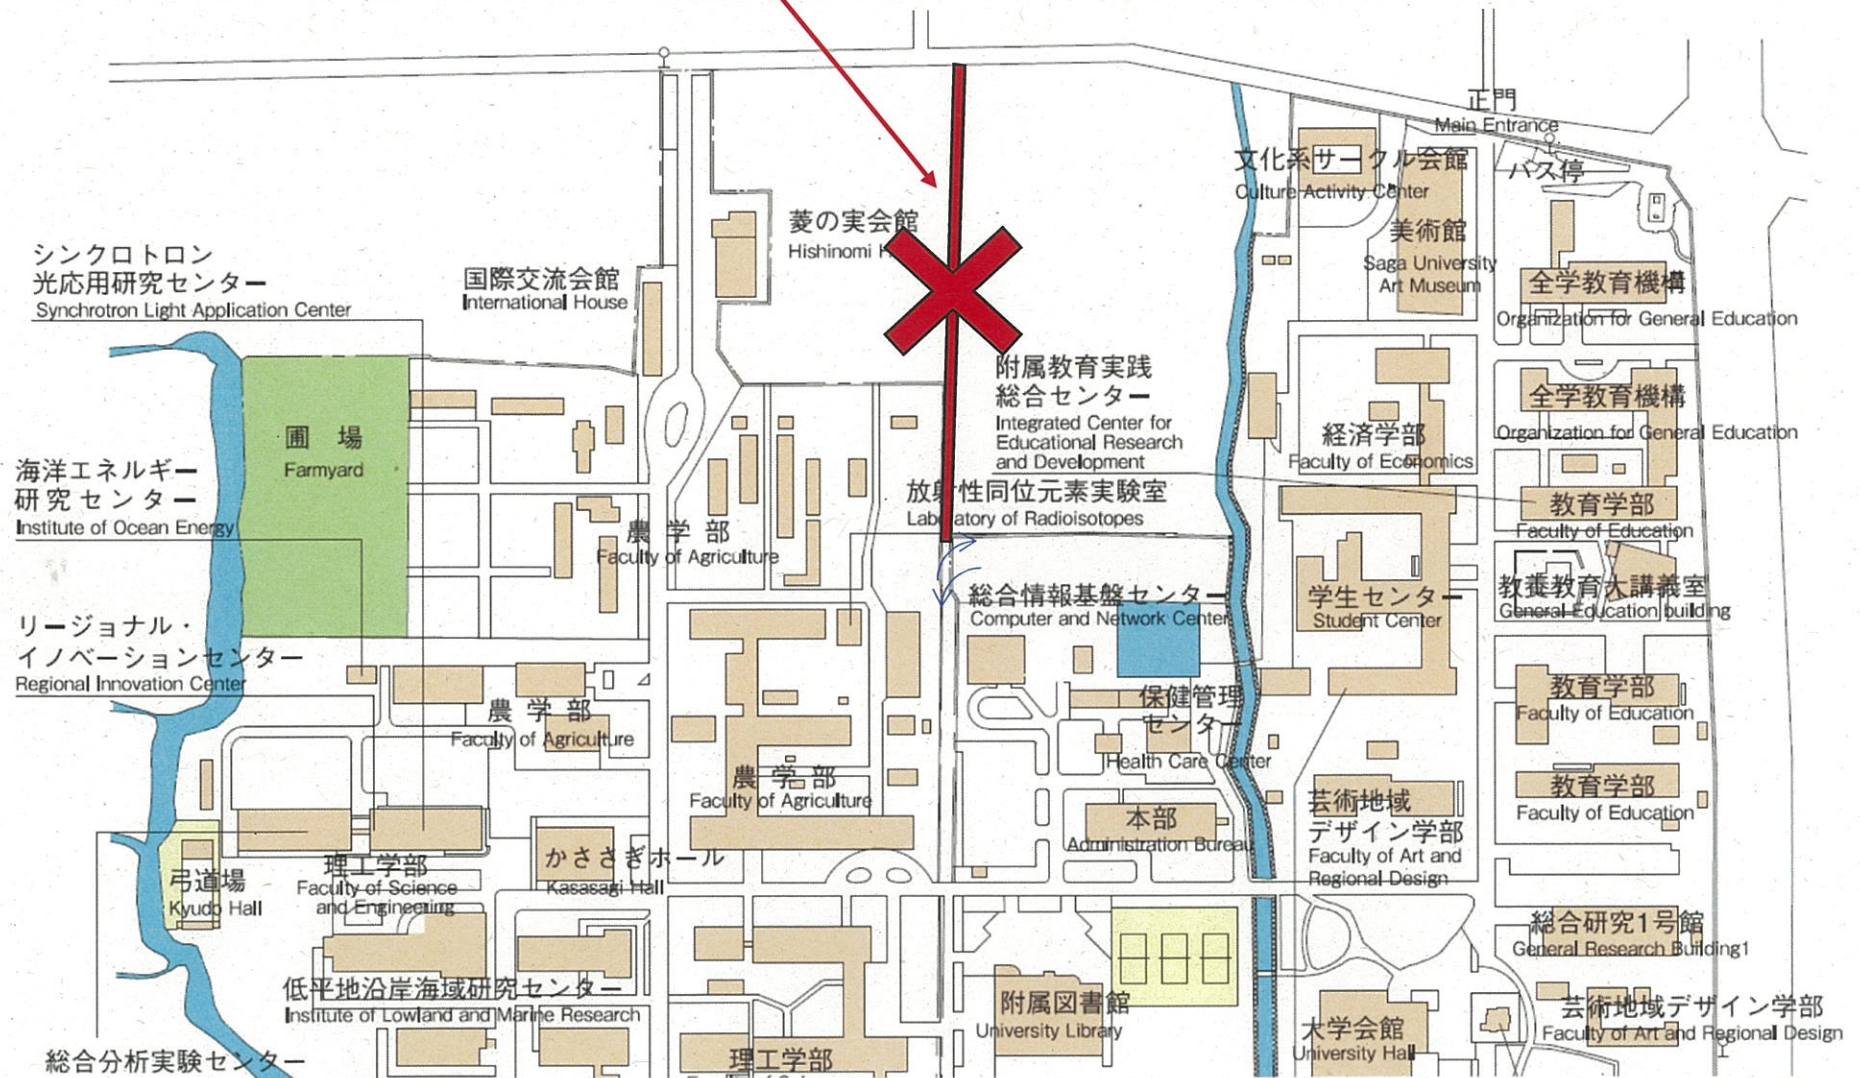 正門
Main Entrance
バス停
文化系サークル会館
Culture Activity Center
美術館
Saga University
Art Museum
菱の実会館
Hishinomi H
シンクロトロン
光応用研究センター
Synchrotron Light Application Center
国際交流会館
International House
全学教育機構
Organization for General Education
附属教育実践
総合センター
Integrated Center for
Educational Research
and Development
全学教育機構
Organization for General Education
圃 場
Farmyard
経済学部
Faculty of Economics
海洋エネルギー
研究センター
Institute of Ocean Energy
放射性同位元素実験室
Laboratory of Radioisotopes
教育学部
Faculty of Education
農学部
Faculty of Agriculture
総合情報基盤センター
Computer and Network Center
学生センター
Student Center
教養教育大講義室
General Education building
リージョナル・
イノベーションセンター
Regional Innovation Center
農学部
Faculty of Agriculture
保健管理
センター
Health Care Center
教育学部
Faculty of Education
農学部
Faculty of Agriculture
本部
Administration Bureau
芸術地域
デザイン学部
Faculty of Art and
Regional Design
教育学部
Faculty of Education
弓道場
Kyudo Hall
理工学部
Faculty of Science
and Engineering
かささぎホール
Kasasagi Hall
総合研究1号館
General Research Building1
低平地沿岸海域研究センター
Institute of Lowland and Marine Research
附属図書館
University Library
大学会館
University Hall
芸術地域デザイン学部
Faculty of Art and Regional Design
総合分析実験センター
理工学部